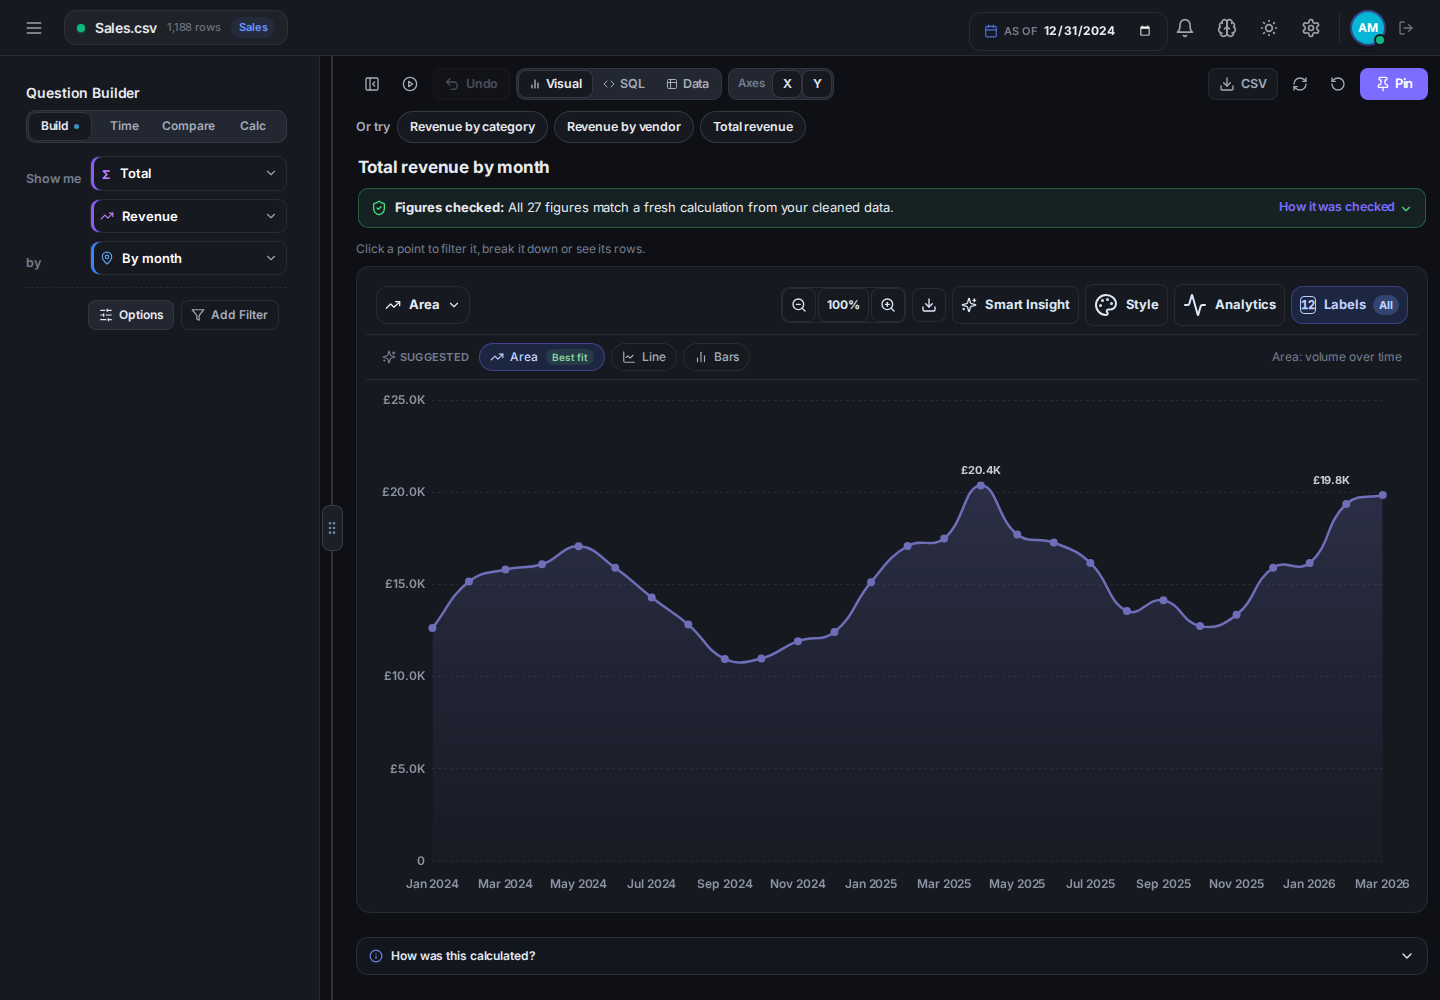 Sales.csv 1,188 rows Sales
AS OF 12/31/2024
AM
Question Builder
Build Time Compare Calc
Show me Σ Total
Revenue
by By month
Options Add Filter
Undo Visual SQL Data Axes X Y CSV Pin
Or try Revenue by category Revenue by vendor Total revenue
Total revenue by month
Figures checked: All 27 figures match a fresh calculation from your cleaned data. How it was checked
Click a point to filter it, break it down or see its rows.
Area 100% Smart Insight Style Analytics 12 Labels All
SUGGESTED Area Best fit Line Bars Area: volume over time
£25.0K
£20.0K
£15.0K
£10.0K
£5.0K
0
£20.4K
£19.8K
Jan 2024 Mar 2024 May 2024 Jul 2024 Sep 2024 Nov 2024 Jan 2025 Mar 2025 May 2025 Jul 2025 Sep 2025 Nov 2025 Jan 2026 Mar 2026
How was this calculated?